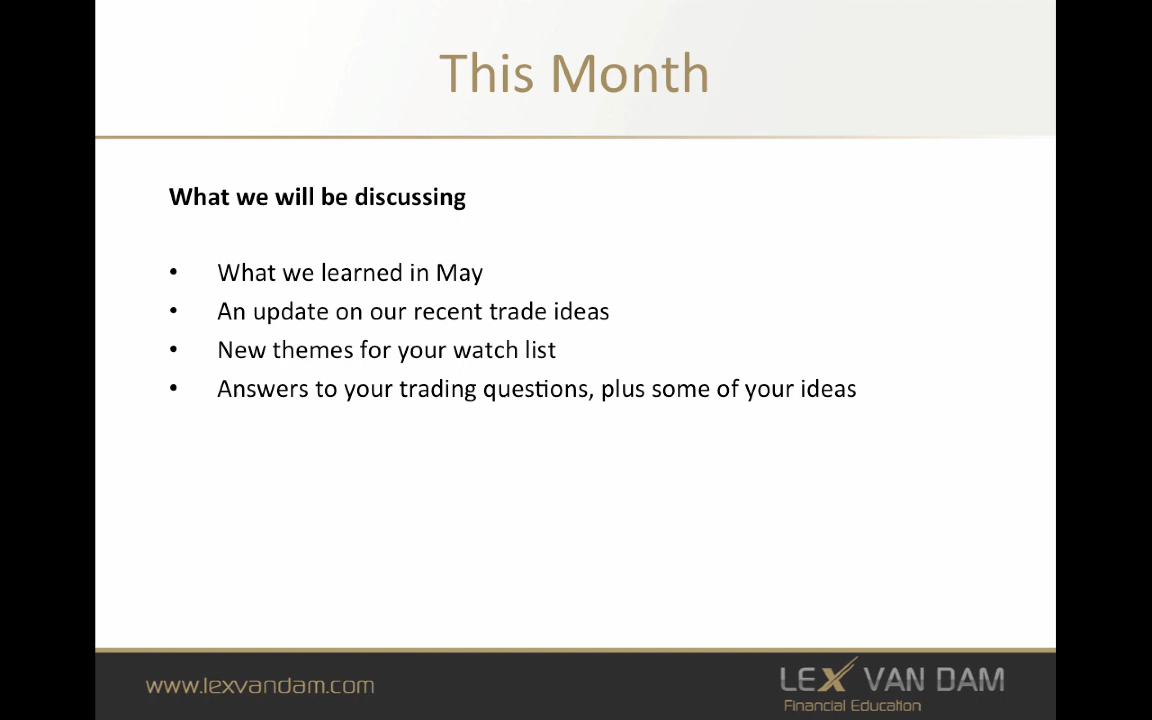 This Month
What we will be discussing
• What we learned in May
• An update on our recent trade ideas
• New themes for your watch list
• Answers to your trading questions, plus some of your ideas
www.lexvandam.com
LEX VAN DAM
Financial Education